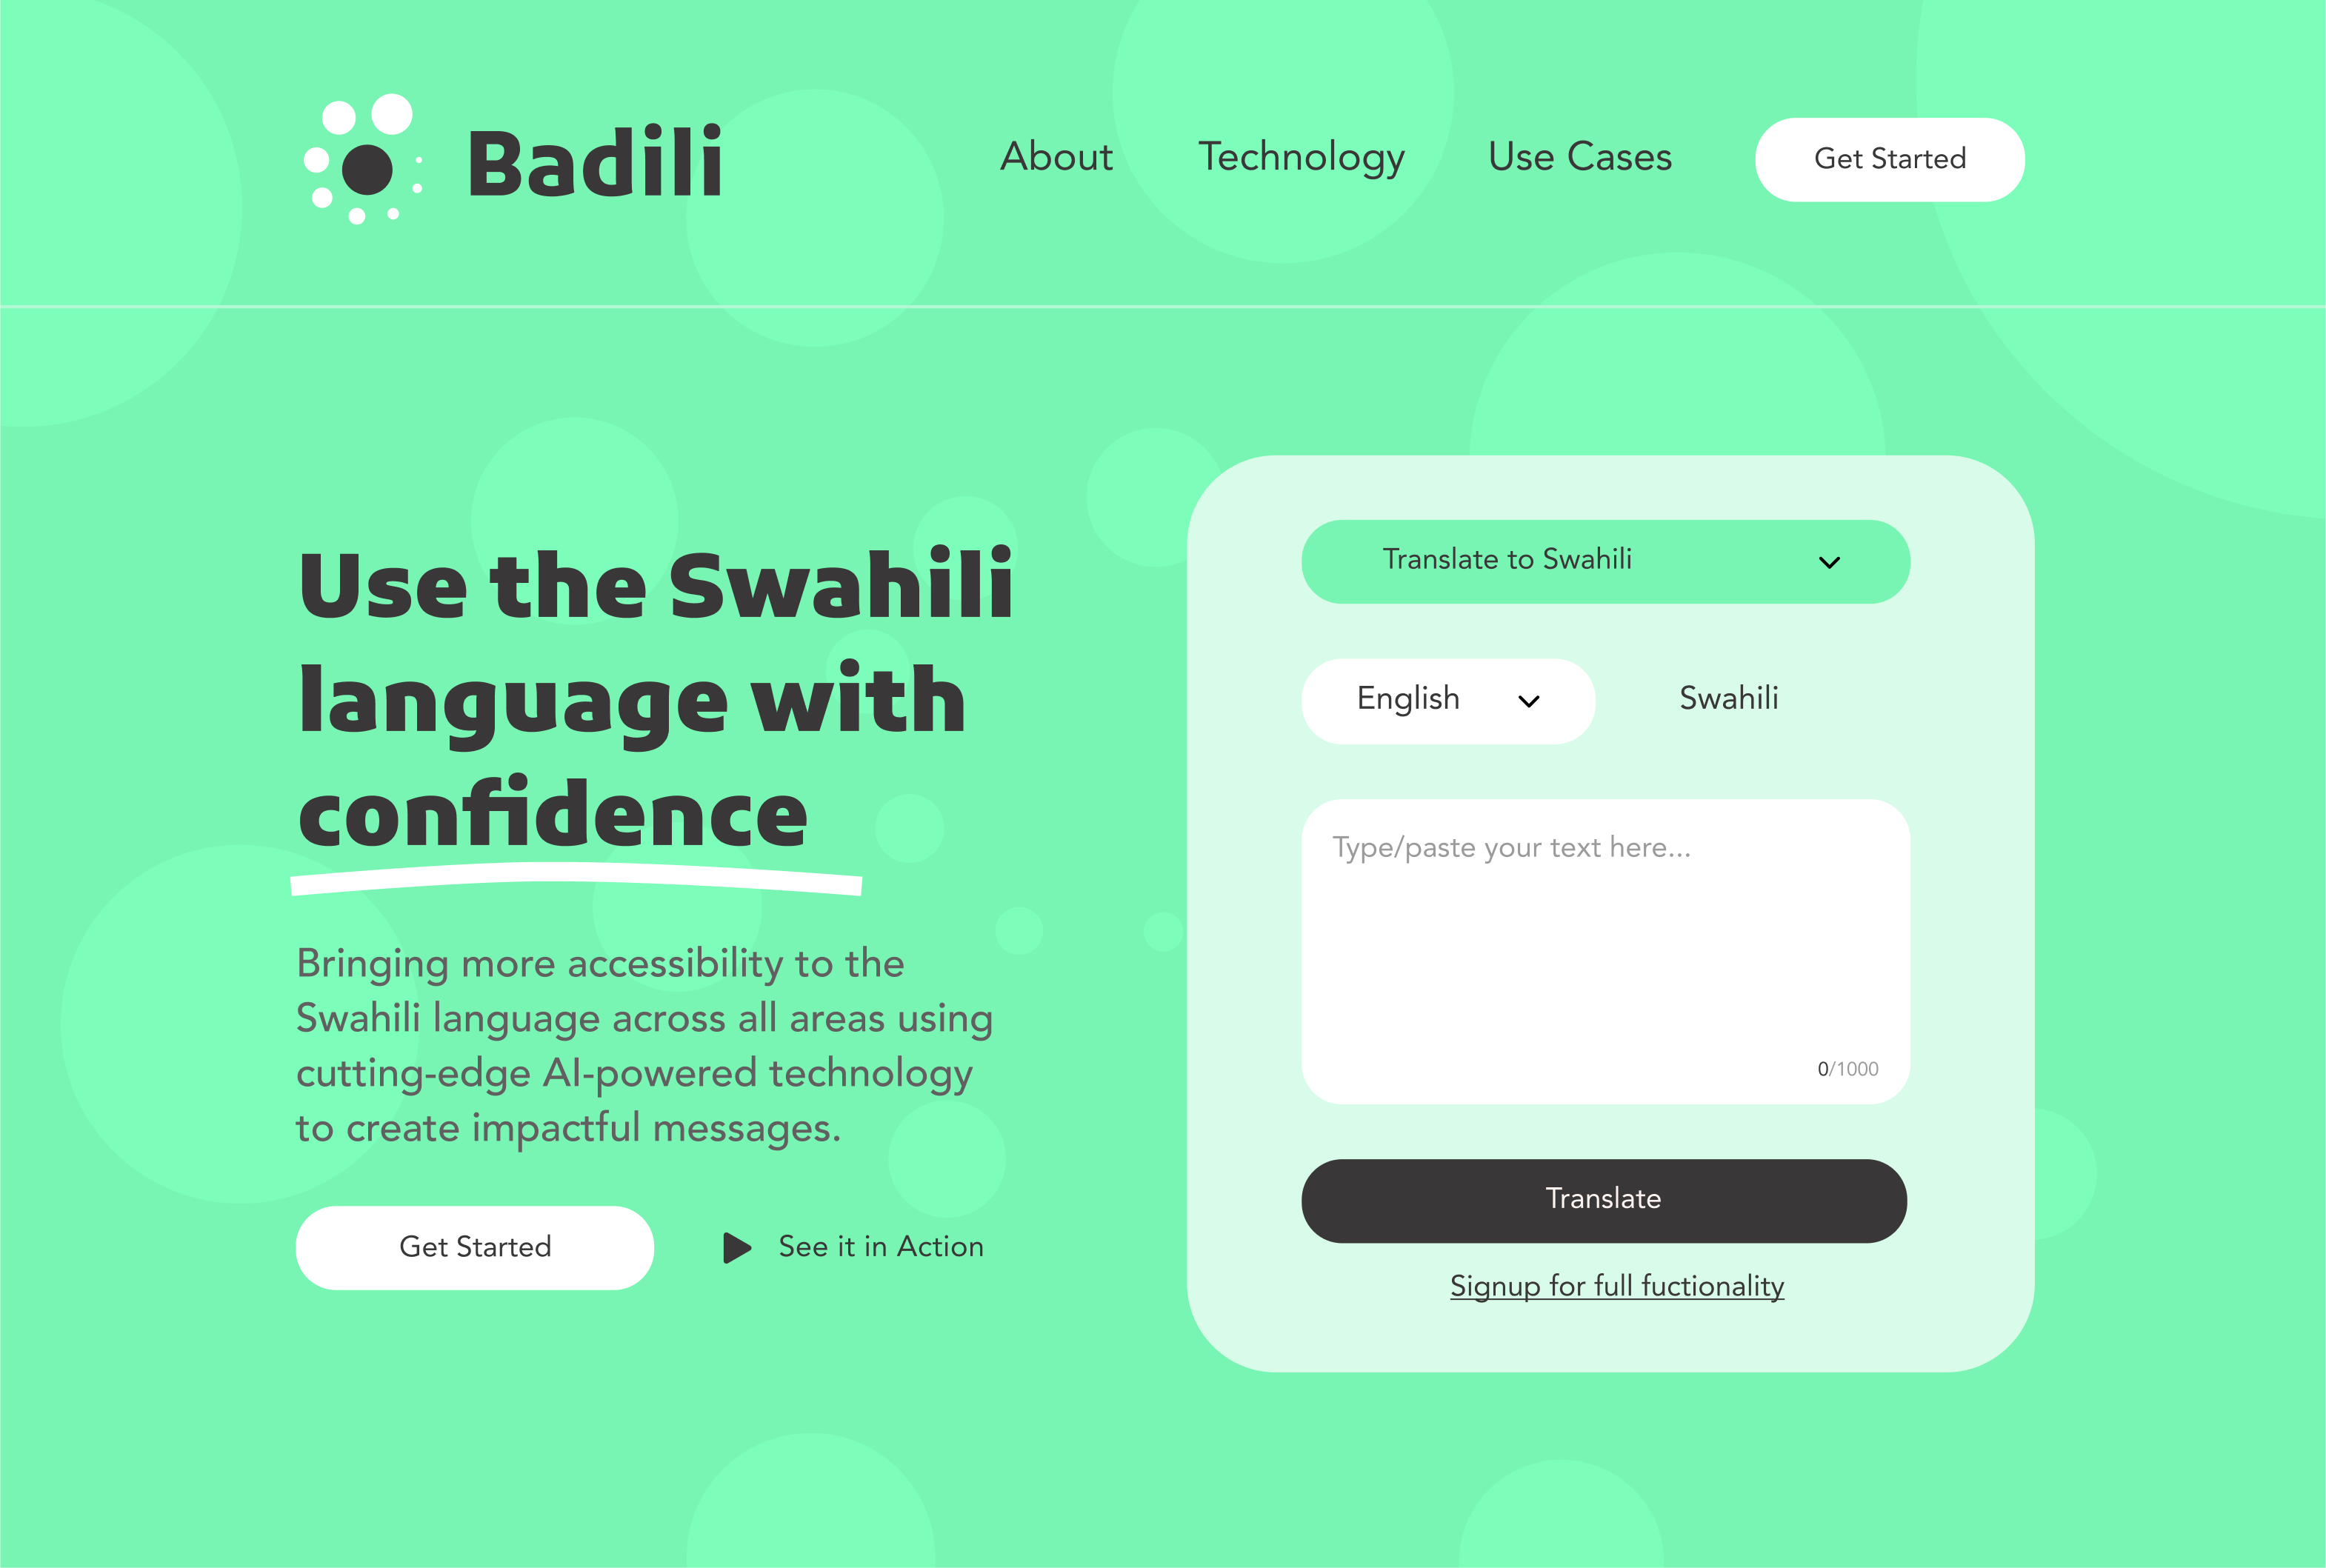 Badili
About
Technology
Use Cases
Get Started
Use the Swahili
language with
confidence
Bringing more accessibility to the
Swahili language across all areas using
cutting-edge AI-powered technology
to create impactful messages.
Get Started
See it in Action
Translate to Swahili
English
Swahili
Type/paste your text here...
0/1000
Translate
Signup for full fuctionality